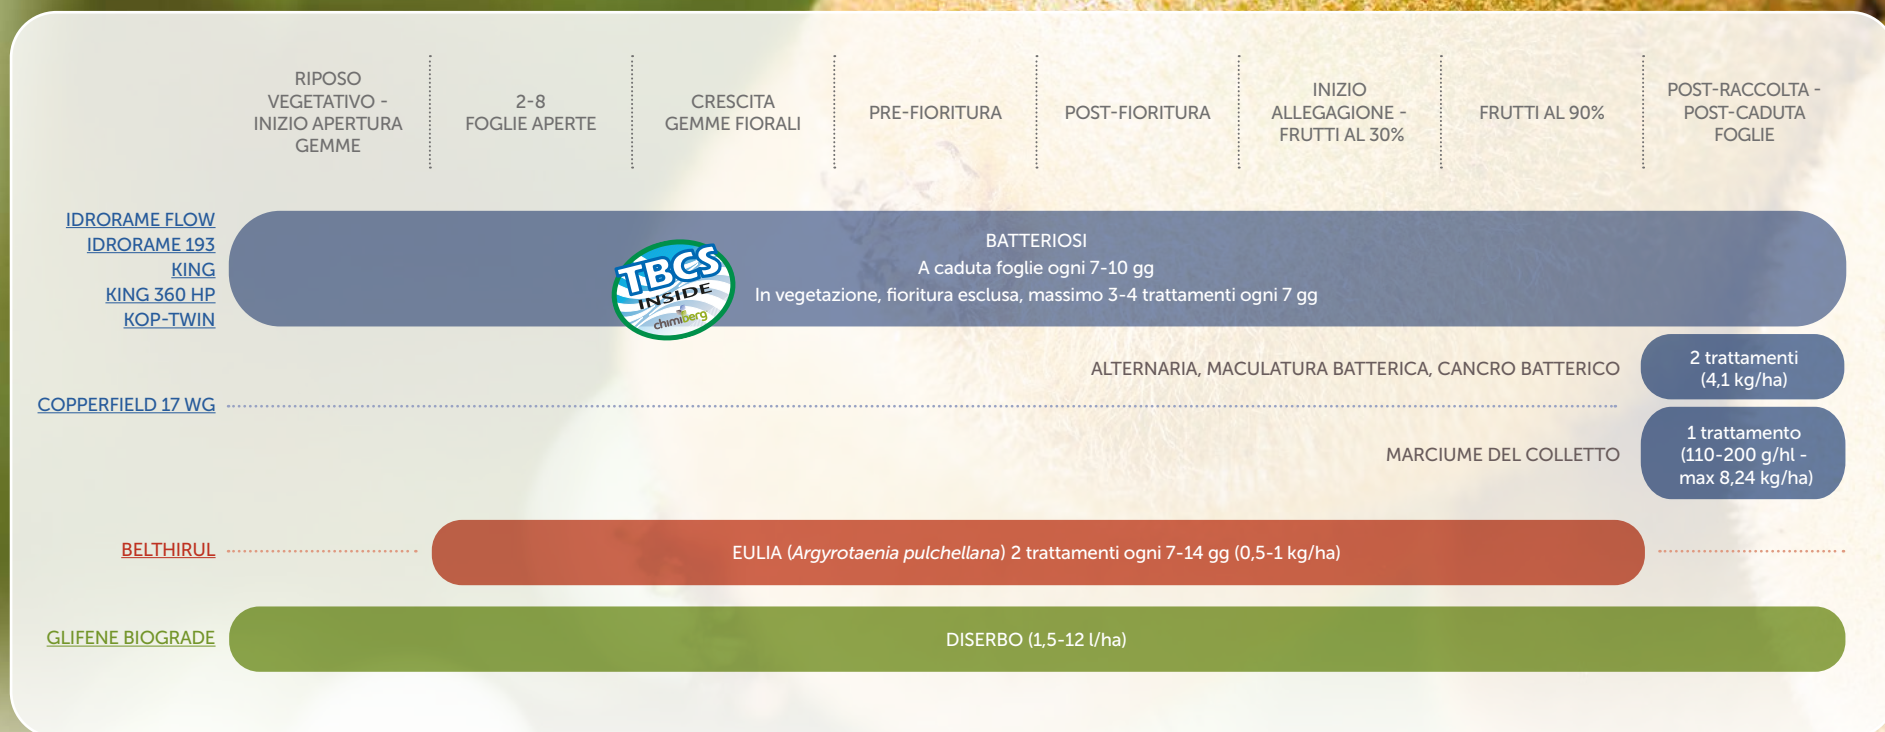 RIPOSO
VEGETATIVO -
INIZIO APERTURA
GEMME
2-8
FOGLIE APERTE
CRESCITA
GEMME FIORALI
PRE-FIORITURA
POST-FIORITURA
INIZIO
ALLEGAGIONE -
FRUTTI AL 30%
FRUTTI AL 90%
POST-RACCOLTA -
POST-CADUTA
FOGLIE
IDRORAME FLOW
IDRORAME 193
KING
KING 360 HP
KOP-TWIN
TBCS
INSIDE
chimiberg
BATTERIOSI
A caduta foglie ogni 7-10 gg
In vegetazione, fioritura esclusa, massimo 3-4 trattamenti ogni 7 gg
COPPERFIELD 17 WG
ALTERNARIA, MACULATURA BATTERICA, CANCRO BATTERICO
2 trattamenti
(4,1 kg/ha)
MARCIUME DEL COLLETTO
1 trattamento
(110-200 g/hl -
max 8,24 kg/ha)
BELTHIRUL
EULIA (Argyrotaenia pulchellana) 2 trattamenti ogni 7-14 gg (0,5-1 kg/ha)
GLIFENE BIOGRADE
DISERBO (1,5-12 l/ha)